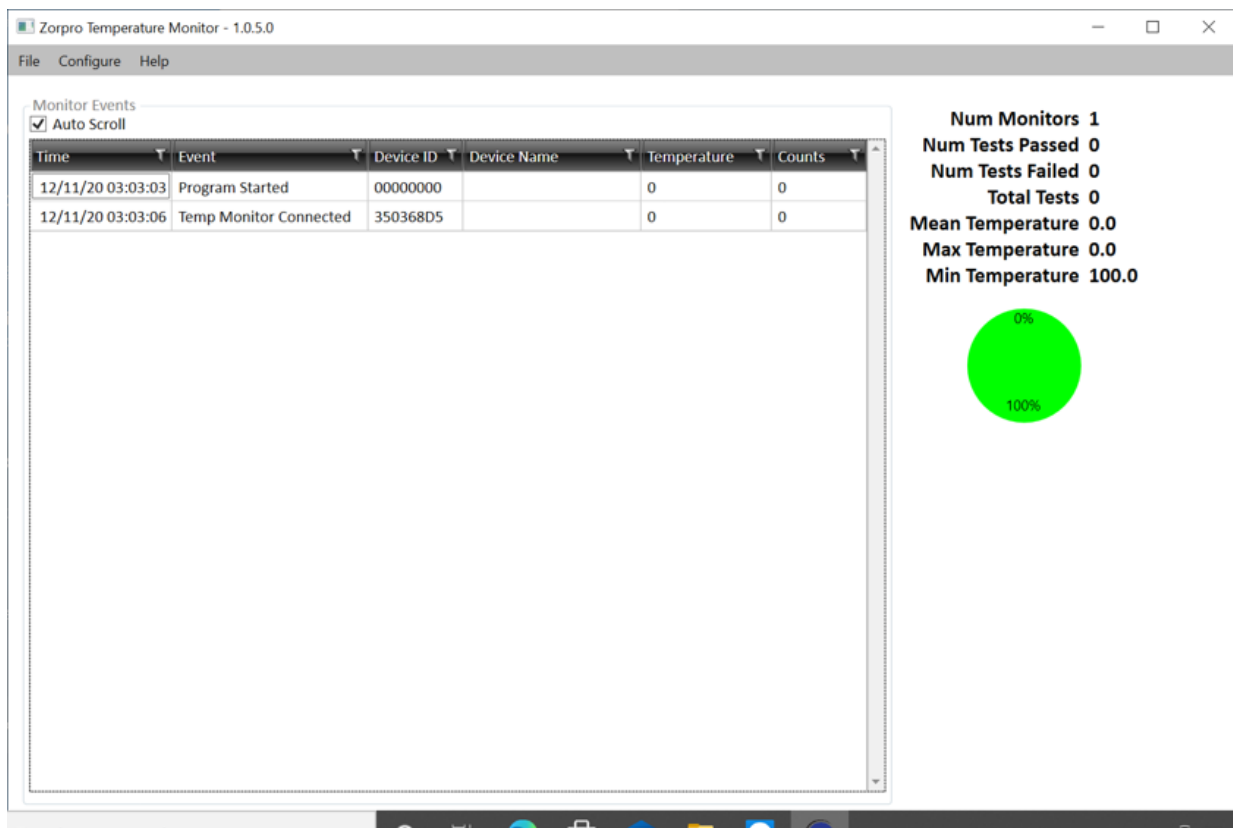 Zorpro Temperature Monitor - 1.0.5.0
File Configure Help
Monitor Events
Auto Scroll
Time Event Device ID Device Name Temperature Counts
12/11/20 03:03:03 Program Started 00000000 0 0
12/11/20 03:03:06 Temp Monitor Connected 350368D5 0 0
Num Monitors 1
Num Tests Passed 0
Num Tests Failed 0
Total Tests 0
Mean Temperature 0.0
Max Temperature 0.0
Min Temperature 100.0
0%
100%